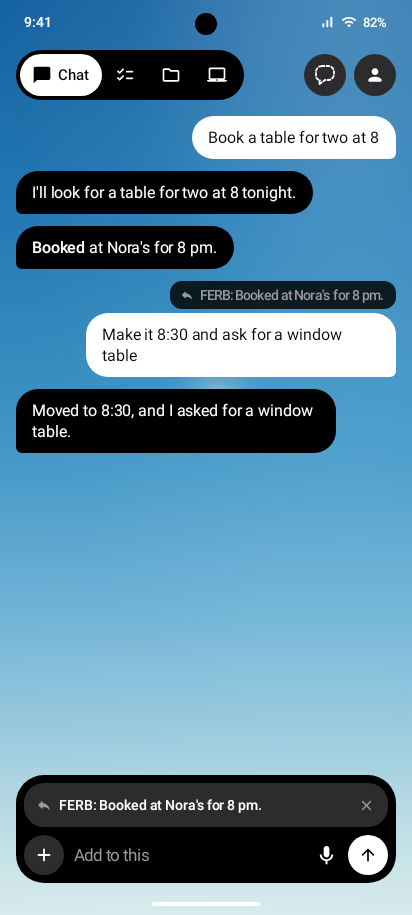 9:41
82%
Chat
Book a table for two at 8
I'll look for a table for two at 8 tonight.
Booked at Nora's for 8 pm.
FERB: Booked at Nora's for 8 pm.
Make it 8:30 and ask for a window
table
Moved to 8:30, and I asked for a window
table.
FERB: Booked at Nora's for 8 pm.
Add to this